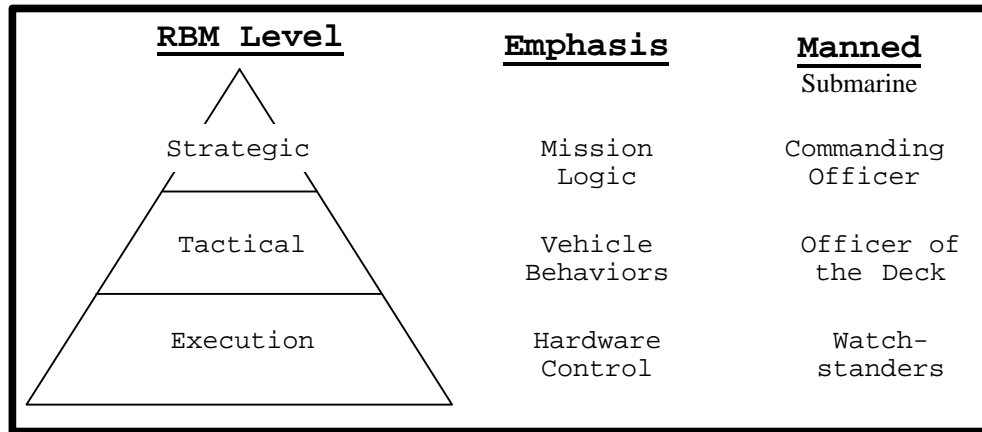 RBM Level Emphasis Manned
Submarine
Strategic Mission Commanding
Logic Officer
Tactical Vehicle Officer of
Behaviors the Deck
Execution Hardware Watch-
Control standers